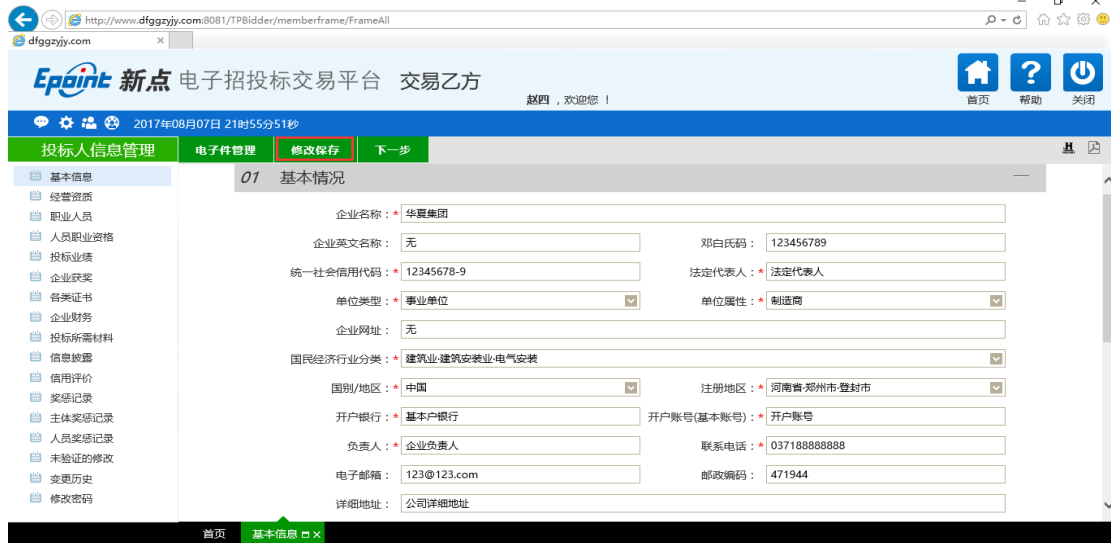 http://www.dfggzyjy.com:8081/TPBidder/memberframe/FrameAll
dfggzyjy.com ×
Epoint 新点 电子招投标交易平台 交易乙方
赵四 , 欢迎您 !
首页 帮助 关闭
2017年08月07日 21时55分51秒
投标人信息管理 电子件管理 修改保存 下一步
基本信息
经营资质
职业人员
人员职业资格
投标业绩
企业获奖
各类证书
企业财务
投标所需材料
信息披露
信用评价
奖惩记录
主体奖惩记录
人员奖惩记录
未验证的修改
变更历史
修改密码
01 基本情况
企业名称：* 华夏集团
企业英文名称： 无 邓白氏码： 123456789
统一社会信用代码：* 12345678-9 法定代表人：* 法定代表人
单位类型：* 事业单位 单位属性：* 制造商
企业网址： 无
国民经济行业分类：* 建筑业·建筑安装业·电气安装
国别/地区：* 中国 注册地区：* 河南省·郑州市·登封市
开户银行：* 基本户银行 开户账号(基本账号)：* 开户账号
负责人：* 企业负责人 联系电话：* 037188888888
电子邮箱： 123@123.com 邮政编码： 471944
详细地址： 公司详细地址
首页 基本信息